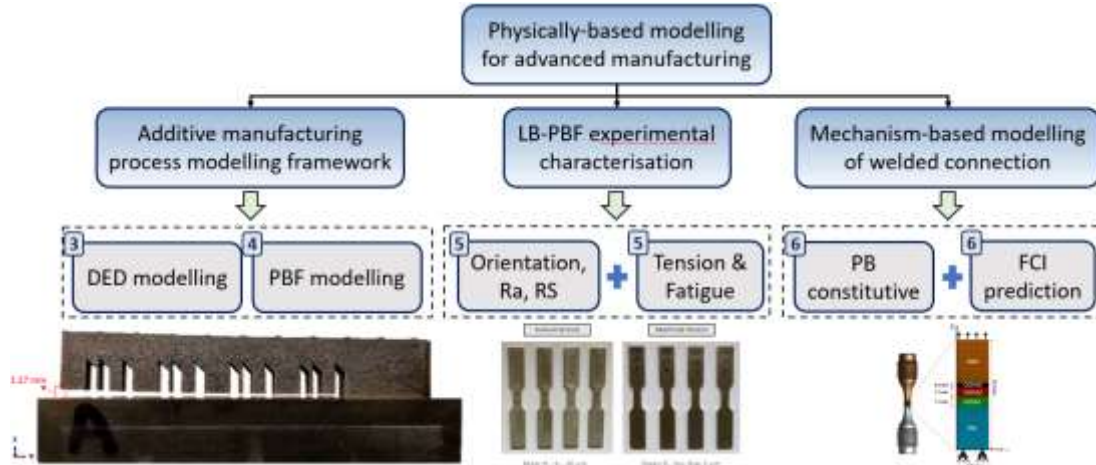 Physically-based modelling
for advanced manufacturing
Additive manufacturing
process modelling framework
LB-PBF experimental
characterisation
Mechanism-based modelling
of welded connection
3
DED modelling
4
PBF modelling
5
Orientation,
Ra, RS
5
Tension &
Fatigue
6
PB
constitutive
6
FCI
prediction
A